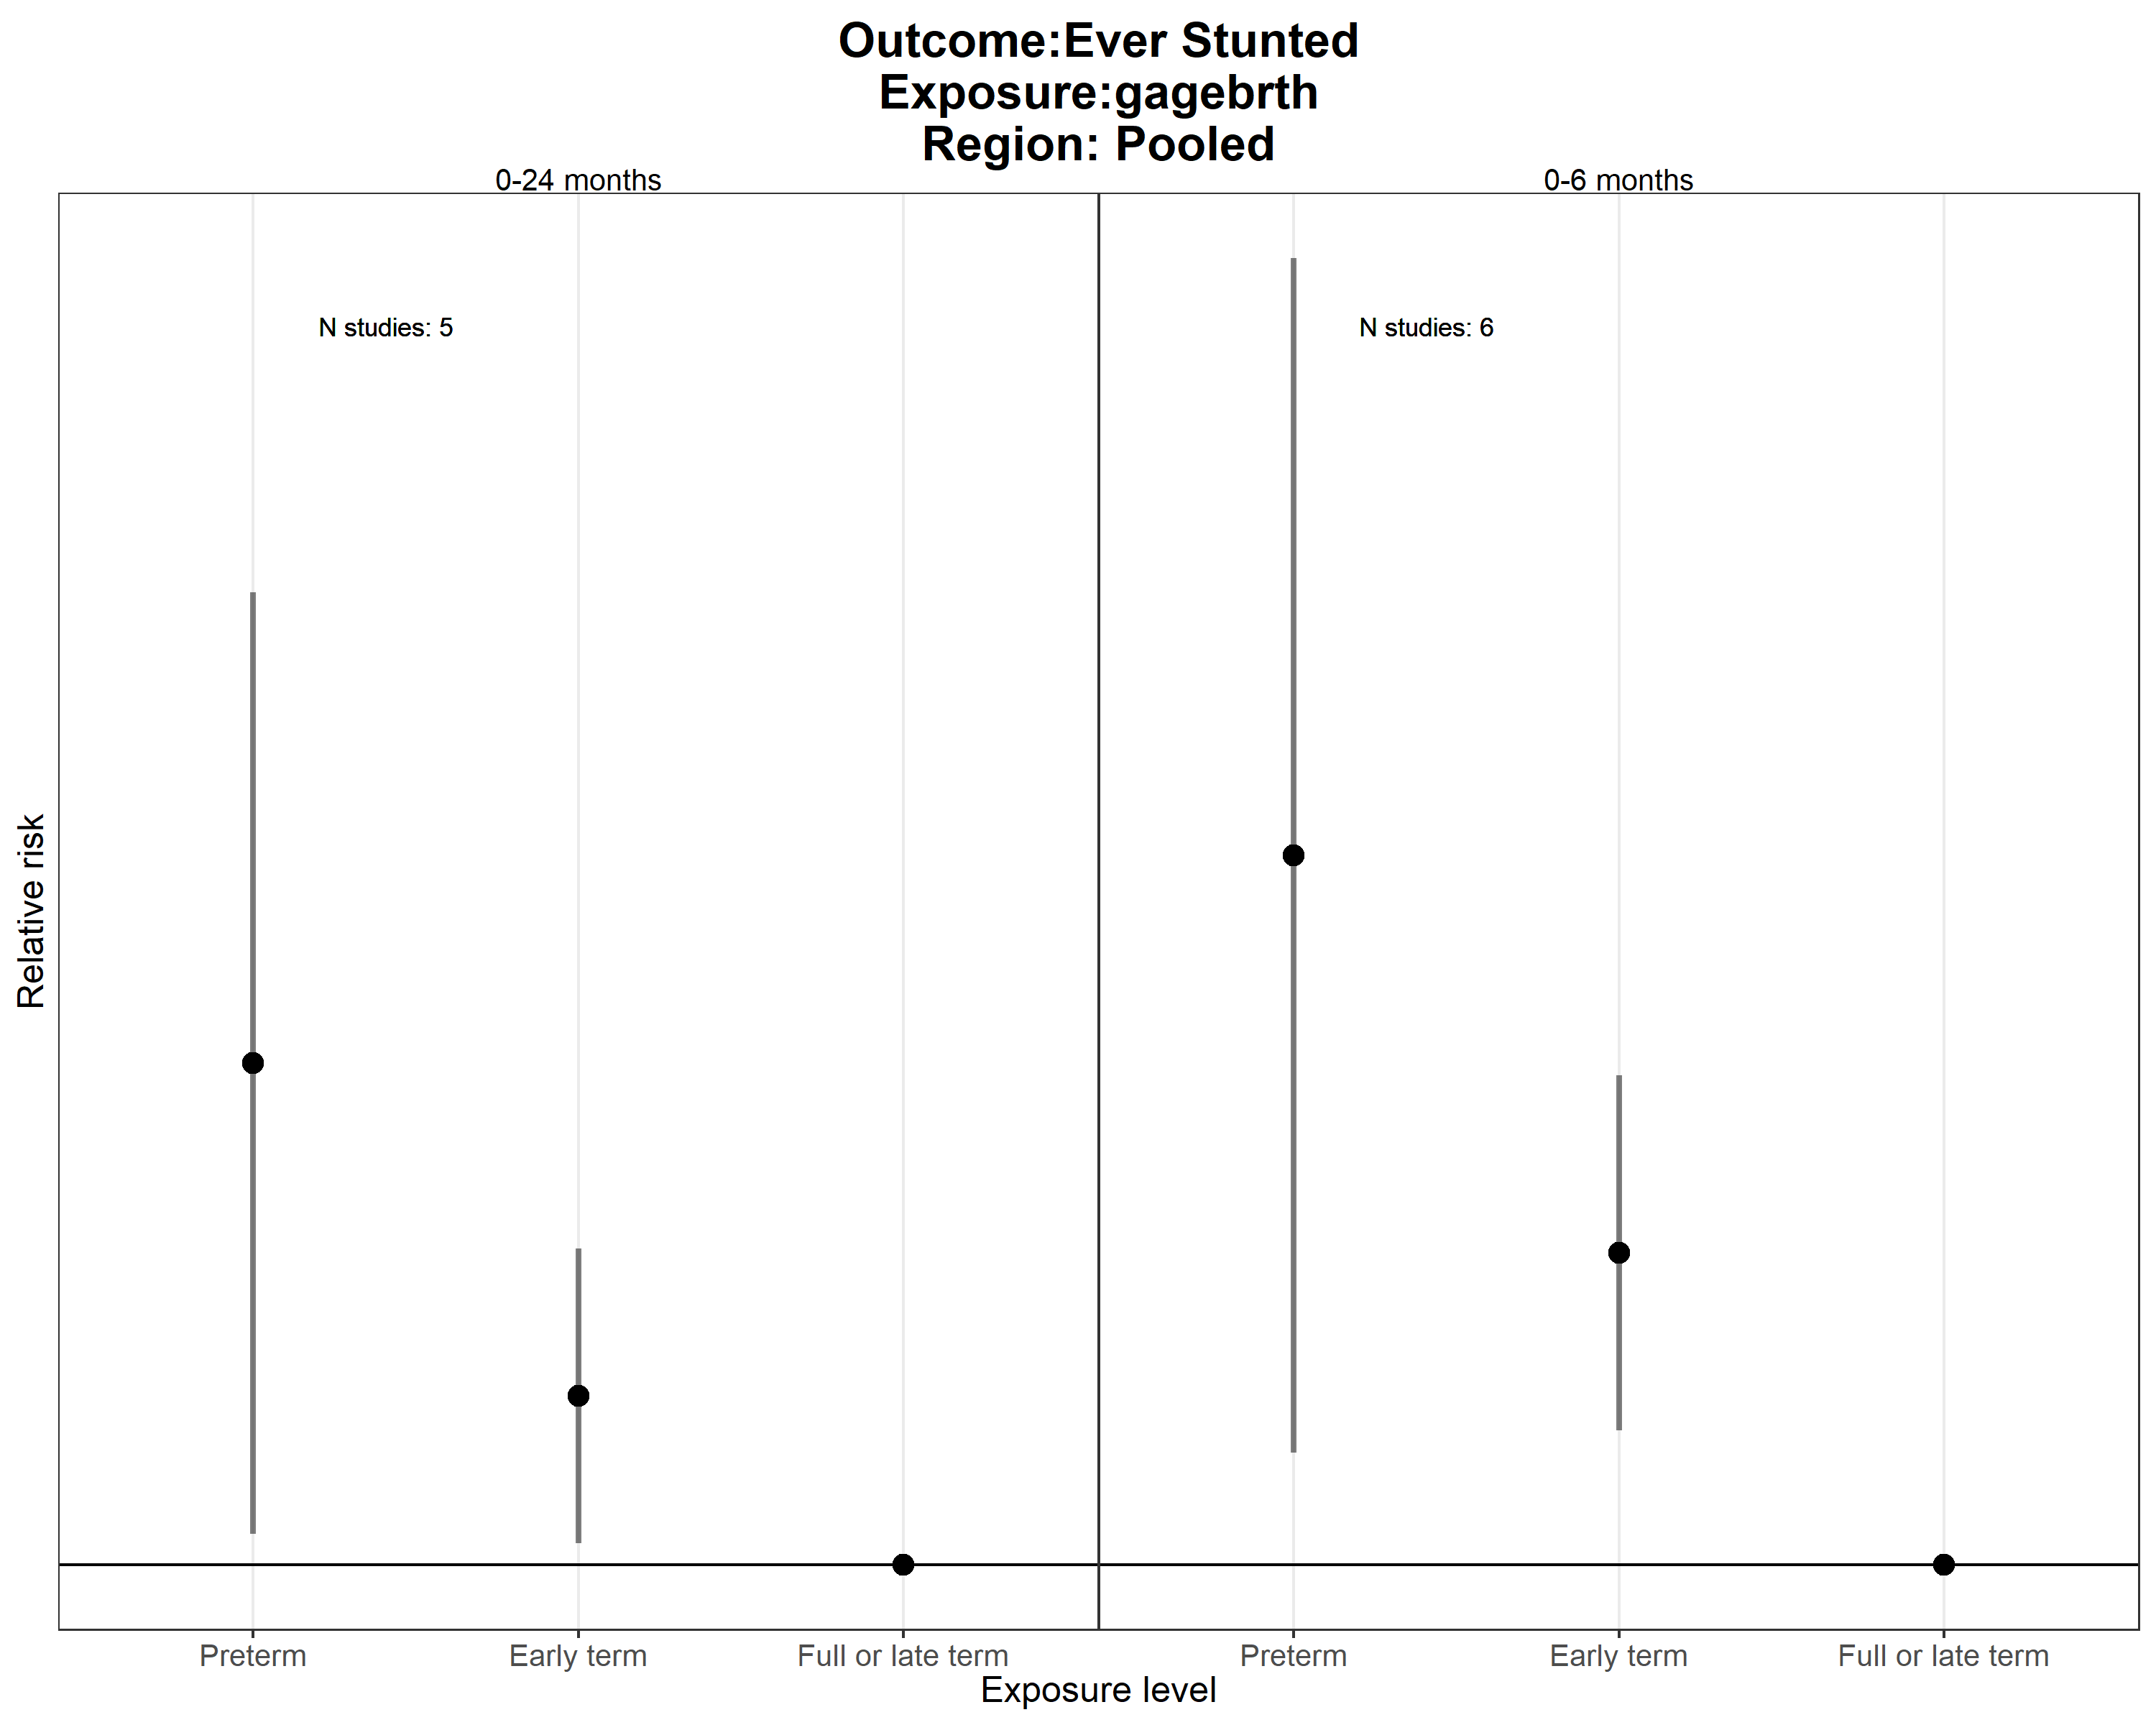 Outcome:Ever Stunted
Exposure:gagebrth
Region: Pooled
0-24 months
0-6 months
N studies: 5
N studies: 6
Relative risk
Preterm
Early term
Full or late term
Preterm
Early term
Full or late term
Exposure level